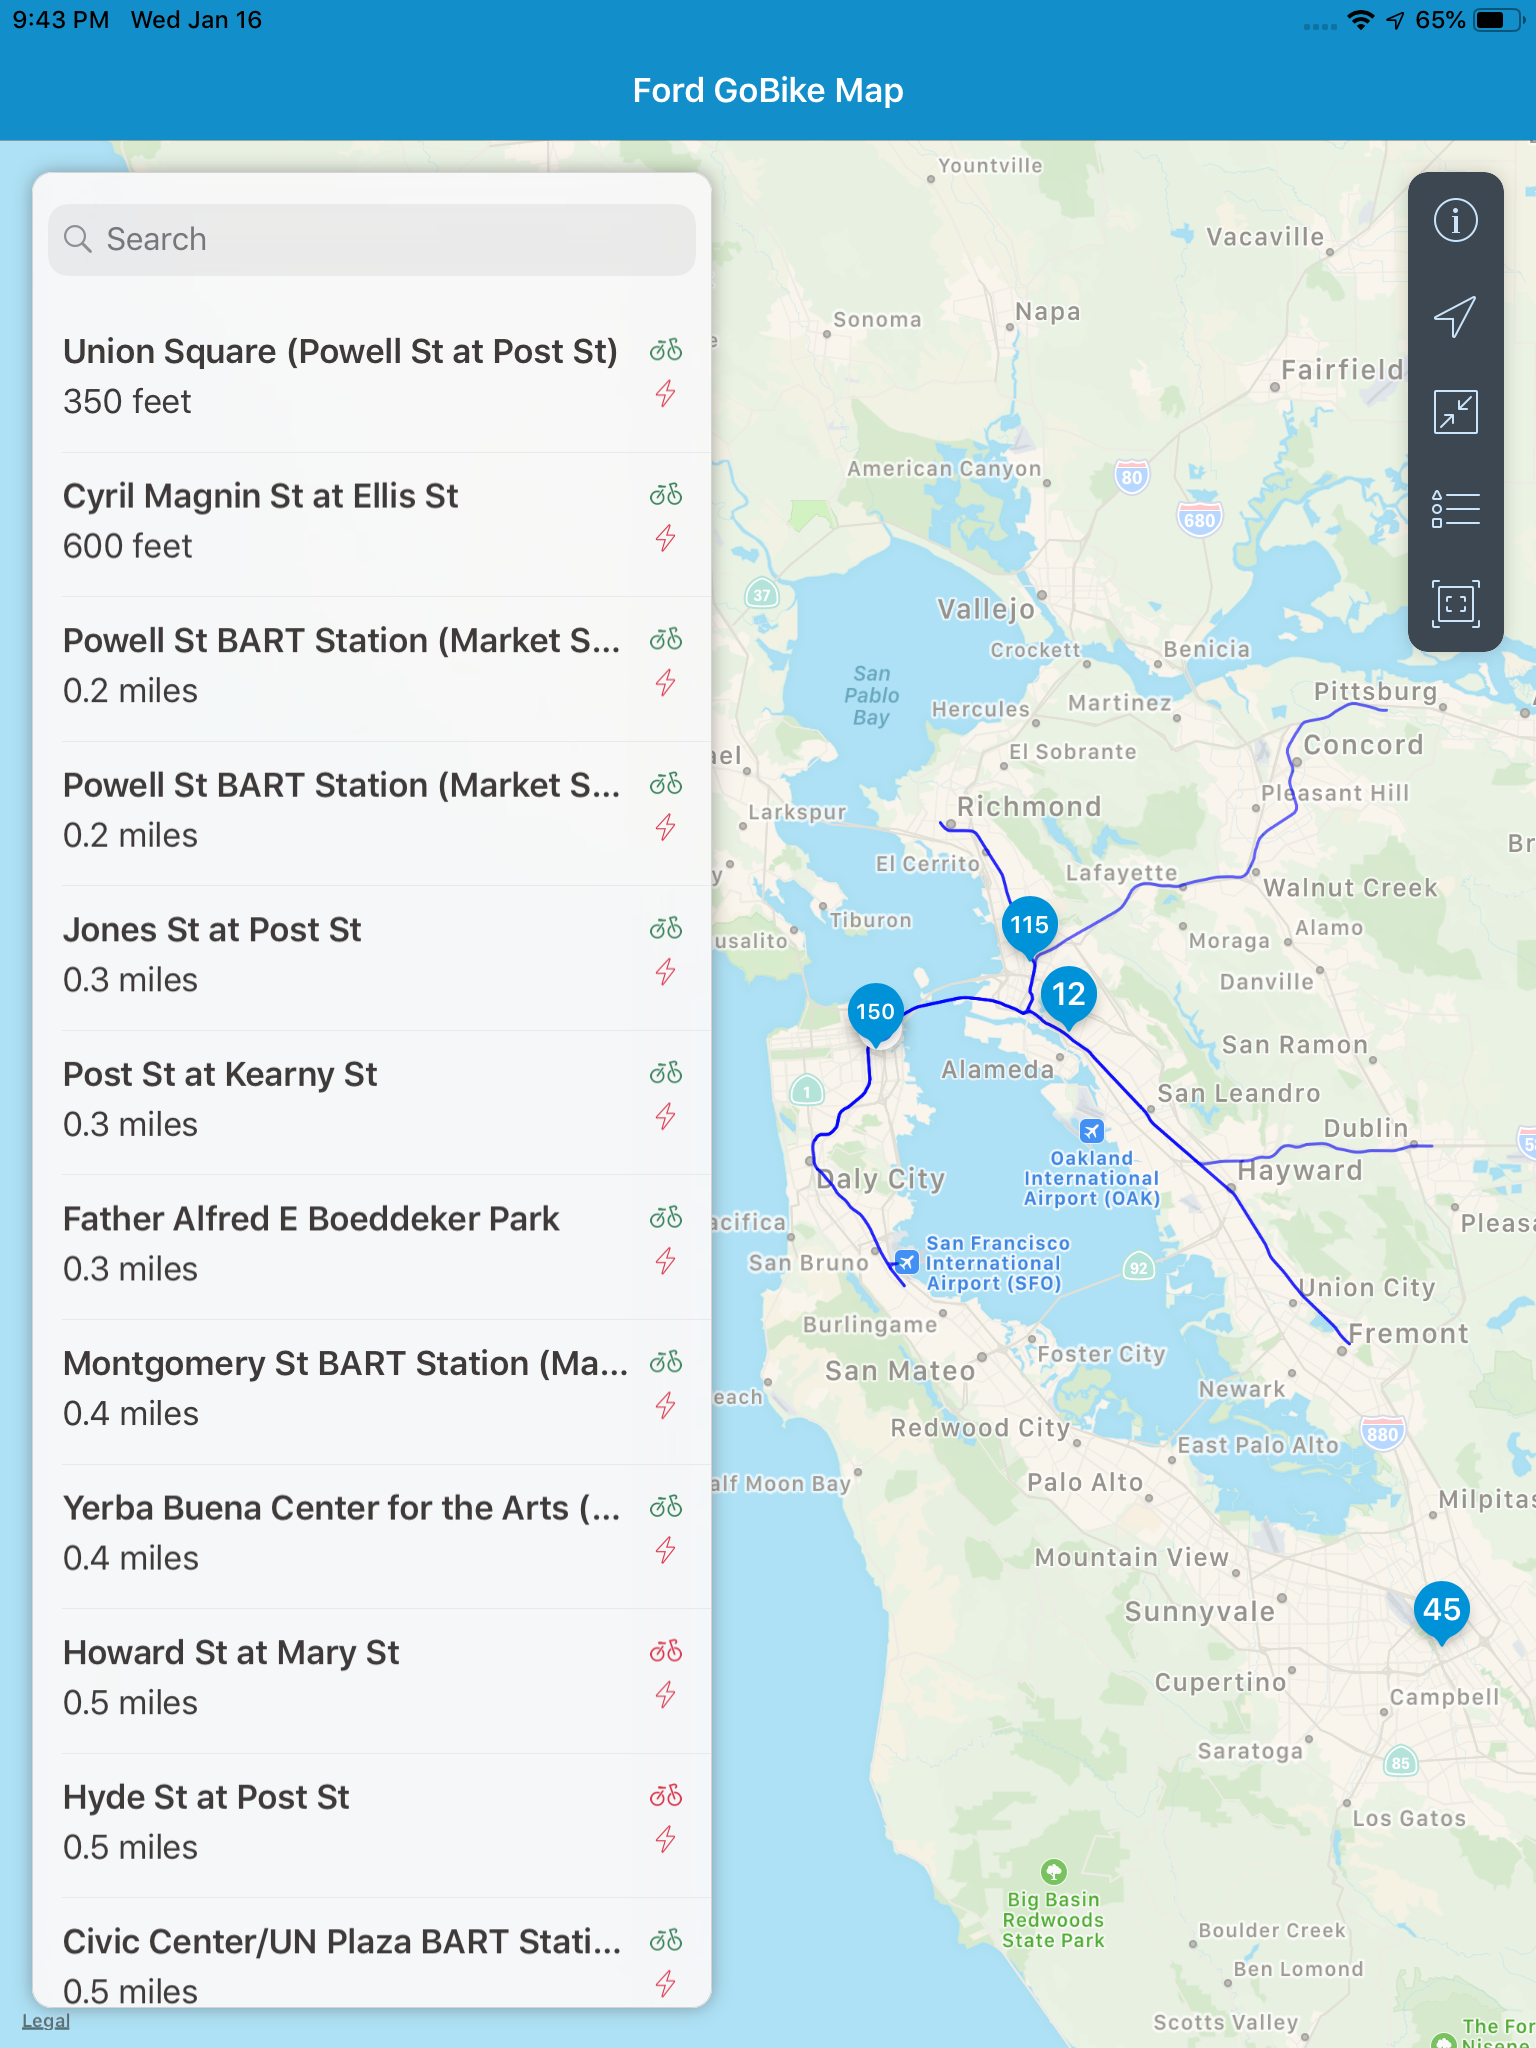 9:43 PM Wed Jan 16
65%
Ford GoBike Map
Search
Union Square (Powell St at Post St)
350 feet
Cyril Magnin St at Ellis St
600 feet
Powell St BART Station (Market S...
0.2 miles
Powell St BART Station (Market S...
0.2 miles
Jones St at Post St
0.3 miles
Post St at Kearny St
0.3 miles
Father Alfred E Boeddeker Park
0.3 miles
Montgomery St BART Station (Ma...
0.4 miles
Yerba Buena Center for the Arts (...
0.4 miles
Howard St at Mary St
0.5 miles
Hyde St at Post St
0.5 miles
Civic Center/UN Plaza BART Stati...
0.5 miles
Legal
Yountville
Vacaville
Sonoma
Napa
Fairfield
American Canyon
80
680
37
Vallejo
Crockett
Benicia
San
Pablo
Bay
Hercules
Martinez
Pittsburg
El Sobrante
Concord
ael
Larkspur
Richmond
Pleasant Hill
Br
El Cerrito
Lafayette
Walnut Creek
y
Tiburon
115
Moraga
Alamo
usalito
Danville
12
150
Alameda
San Ramon
1
San Leandro
Dublin
58
Oakland
International
Airport (OAK)
Hayward
Daly City
acifica
Pleasa
San Bruno
San Francisco
International
Airport (SFO)
92
Union City
Burlingame
Fremont
San Mateo
Foster City
Newark
each
Redwood City
880
East Palo Alto
alf Moon Bay
Palo Alto
Milpitas
Mountain View
Sunnyvale
45
Cupertino
Campbell
Saratoga
85
Los Gatos
Big Basin
Redwoods
State Park
Boulder Creek
Ben Lomond
Scotts Valley
The For
Nisene